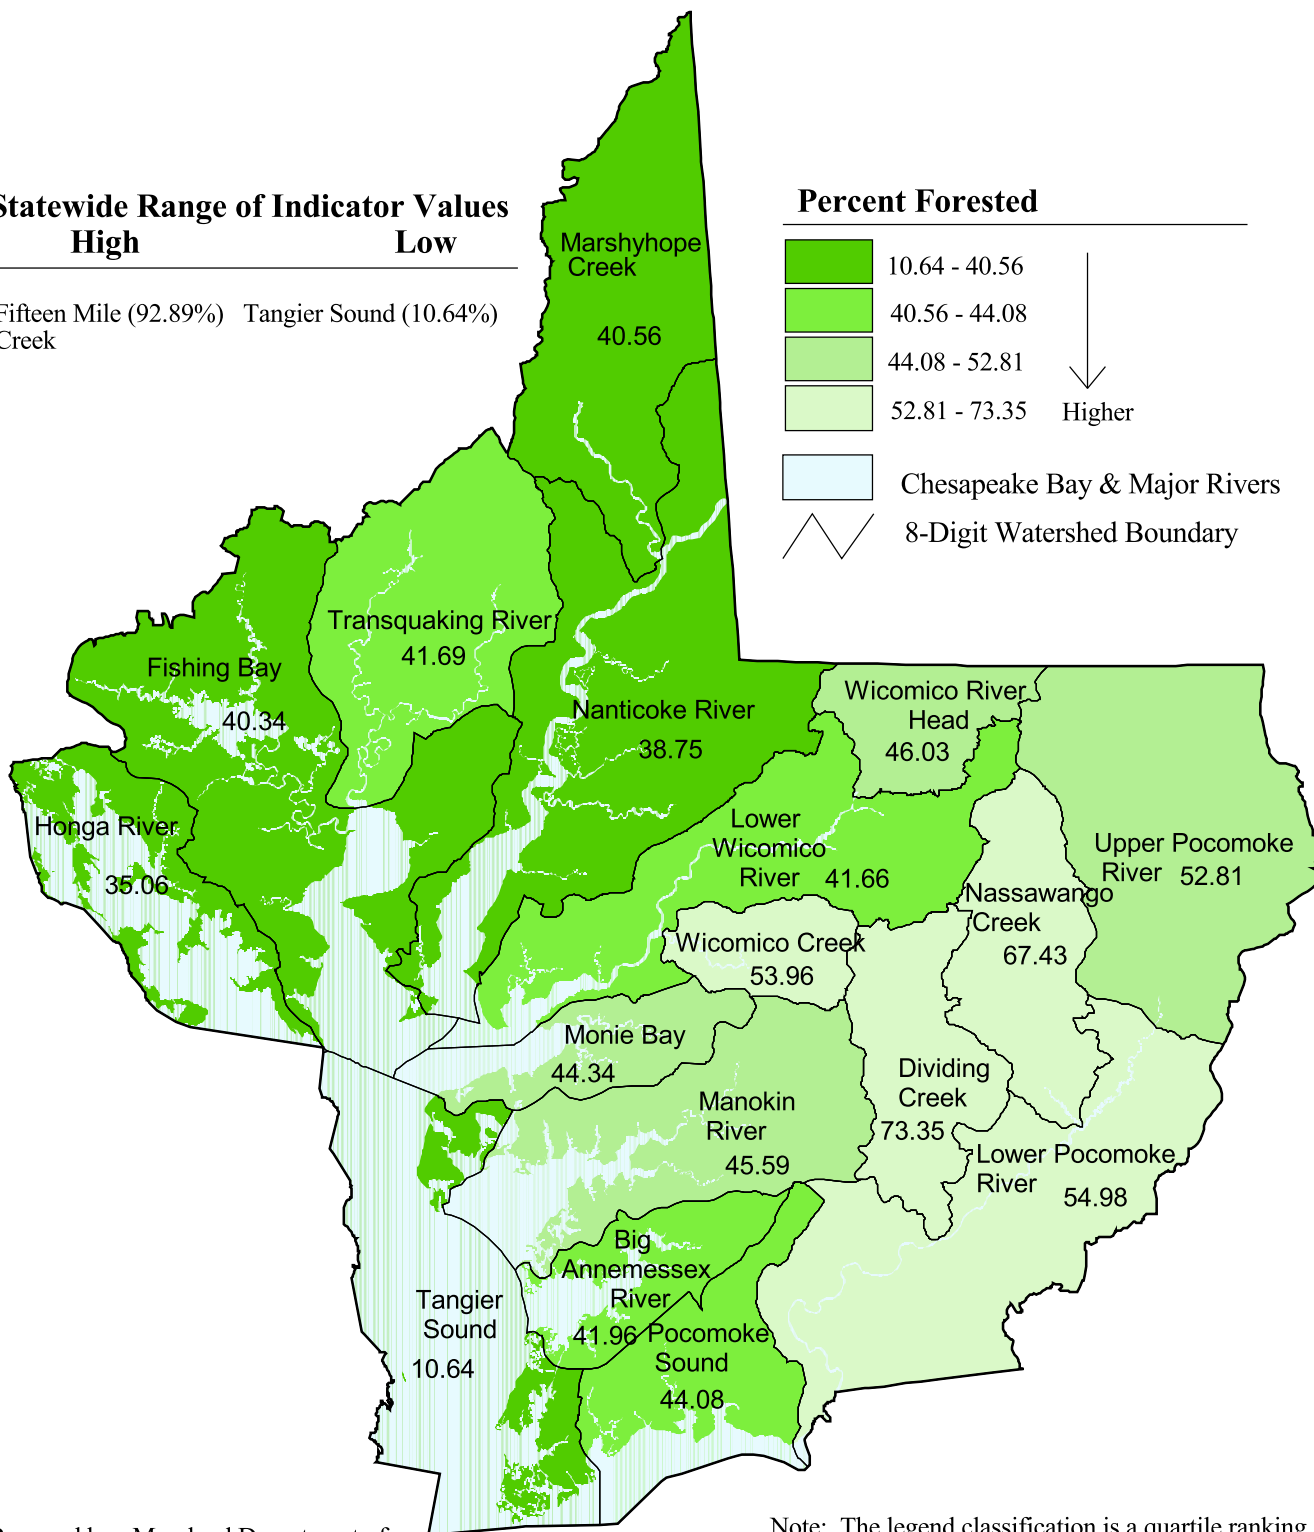 Statewide Range of Indicator Values
High Low
Fifteen Mile (92.89%) Tangier Sound (10.64%)
Creek
Percent Forested
10.64 - 40.56
40.56 - 44.08
44.08 - 52.81
52.81 - 73.35
Higher
Chesapeake Bay & Major Rivers
8-Digit Watershed Boundary
Marshyhope
Creek
40.56
Transquaking River
41.69
Fishing Bay
40.34
Nanticoke River
38.75
Wicomico River
Head
46.03
Honga River
35.06
Lower
Wicomico
River 41.66
Upper Pocomoke
River 52.81
Nassawango
Creek
67.43
Wicomico Creek
53.96
Monie Bay
44.34
Dividing
Creek
73.35
Manokin
River
45.59
Lower Pocomoke
River
54.98
Big
Annemessex
River
41.96
Tangier
Sound
10.64
Pocomoke
Sound
44.08
Note: The legend classification is a quartile ranking